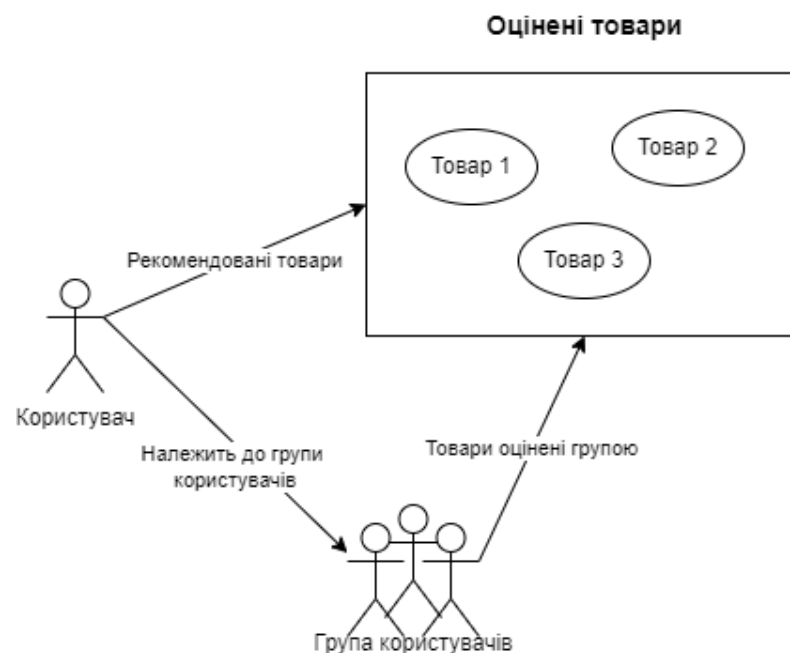 Оцінені товари
Товар 1
Товар 2
Товар 3
Рекомендовані товари
Користувач
Належить до групи
користувачів
Товари оцінені групою
Група користувачів